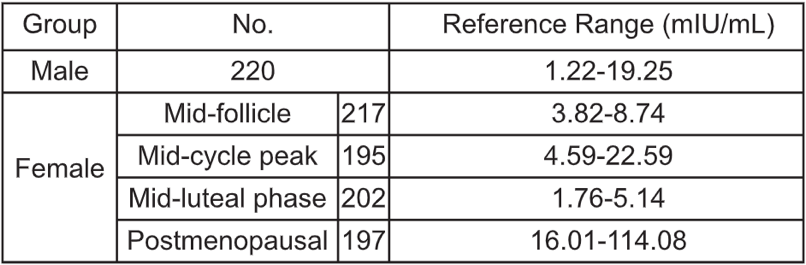 Group No. Reference Range (mIU/mL)
Male 220 1.22-19.25
Mid-follicle 217 3.82-8.74
Female Mid-cycle peak 195 4.59-22.59
Mid-luteal phase 202 1.76-5.14
Postmenopausal 197 16.01-114.08